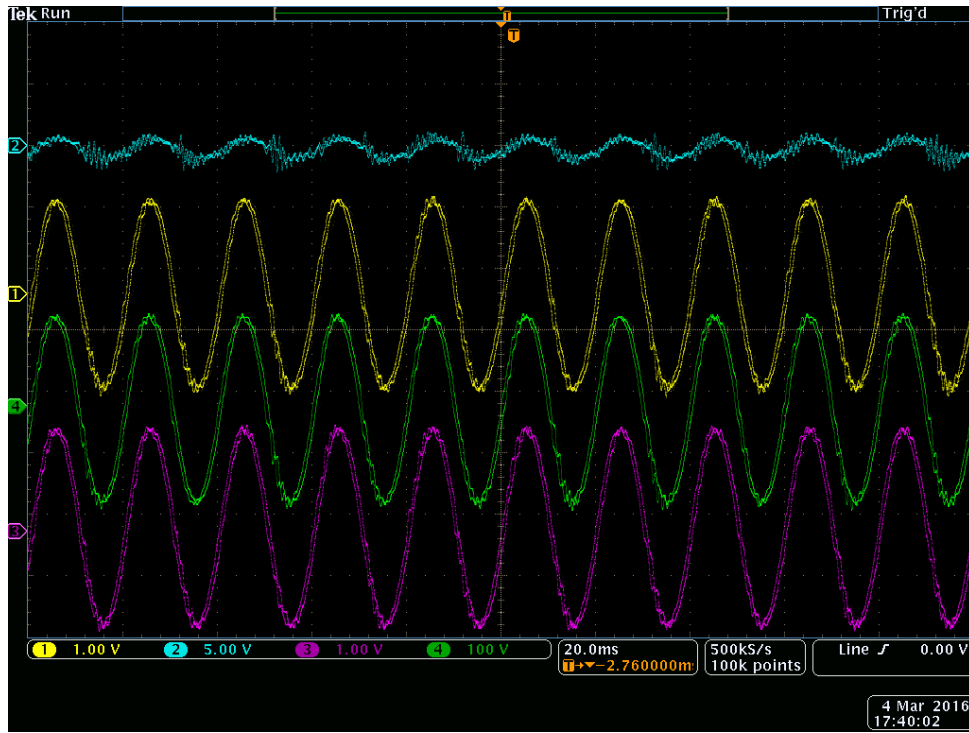 Tek Run Trig'd
T
T
2
1
4
3
1 1.00 V 2 5.00 V 3 1.00 V 4 100 V
20.0ms
T→▼−2.760000ms
500kS/s
100k points
Line ∫ 0.00 V
4 Mar 2016
17:40:02